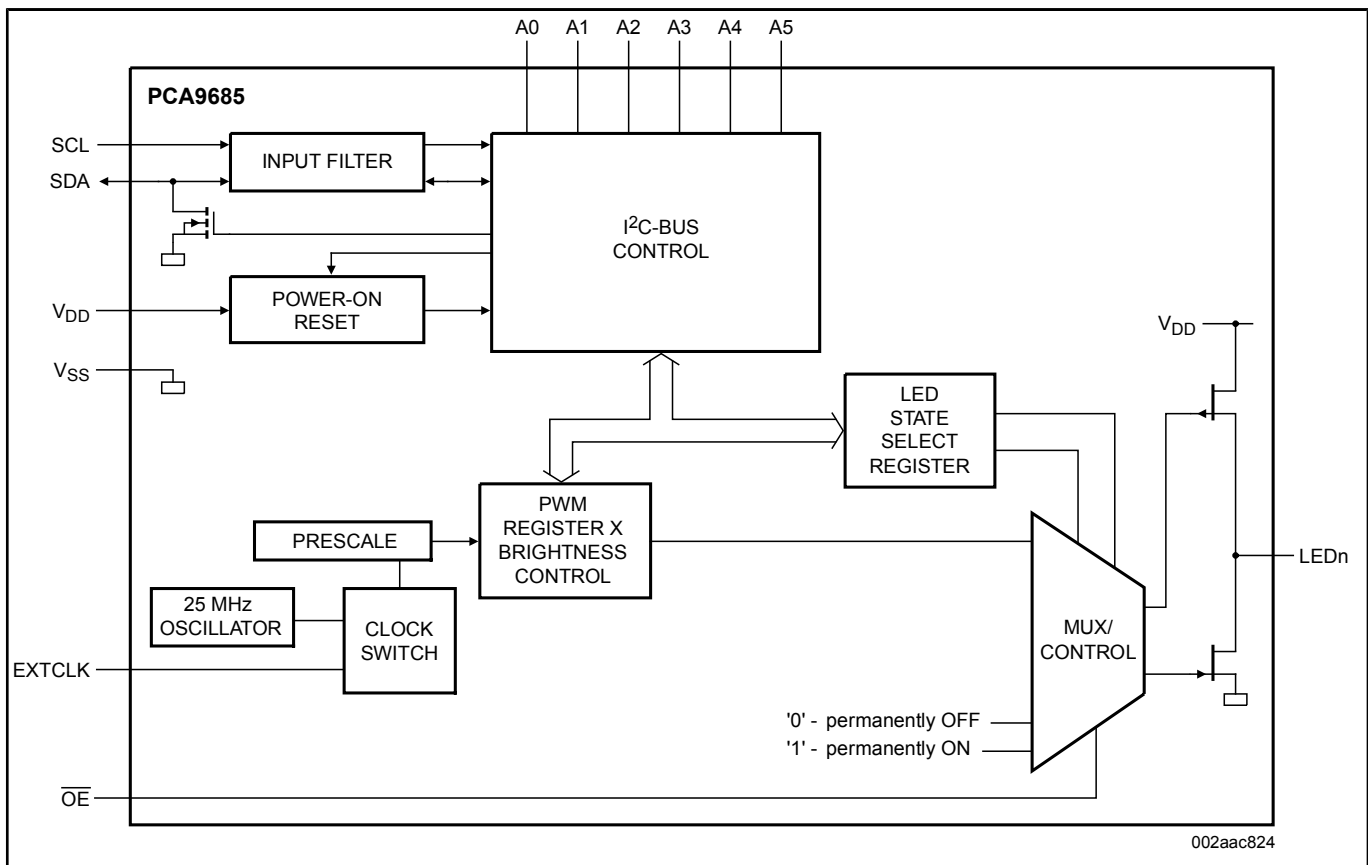 A0 A1 A2 A3 A4 A5
PCA9685
SCL
SDA
INPUT FILTER
I²C-BUS
CONTROL
POWER-ON
RESET
VDD
VSS
VDD
LED
STATE
SELECT
REGISTER
PWM
REGISTER X
BRIGHTNESS
CONTROL
PRESCALE
25 MHz
OSCILLATOR
CLOCK
SWITCH
EXTCLK
MUX/
CONTROL
LEDn
'0' - permanently OFF
'1' - permanently ON
O̅E̅
002aac824